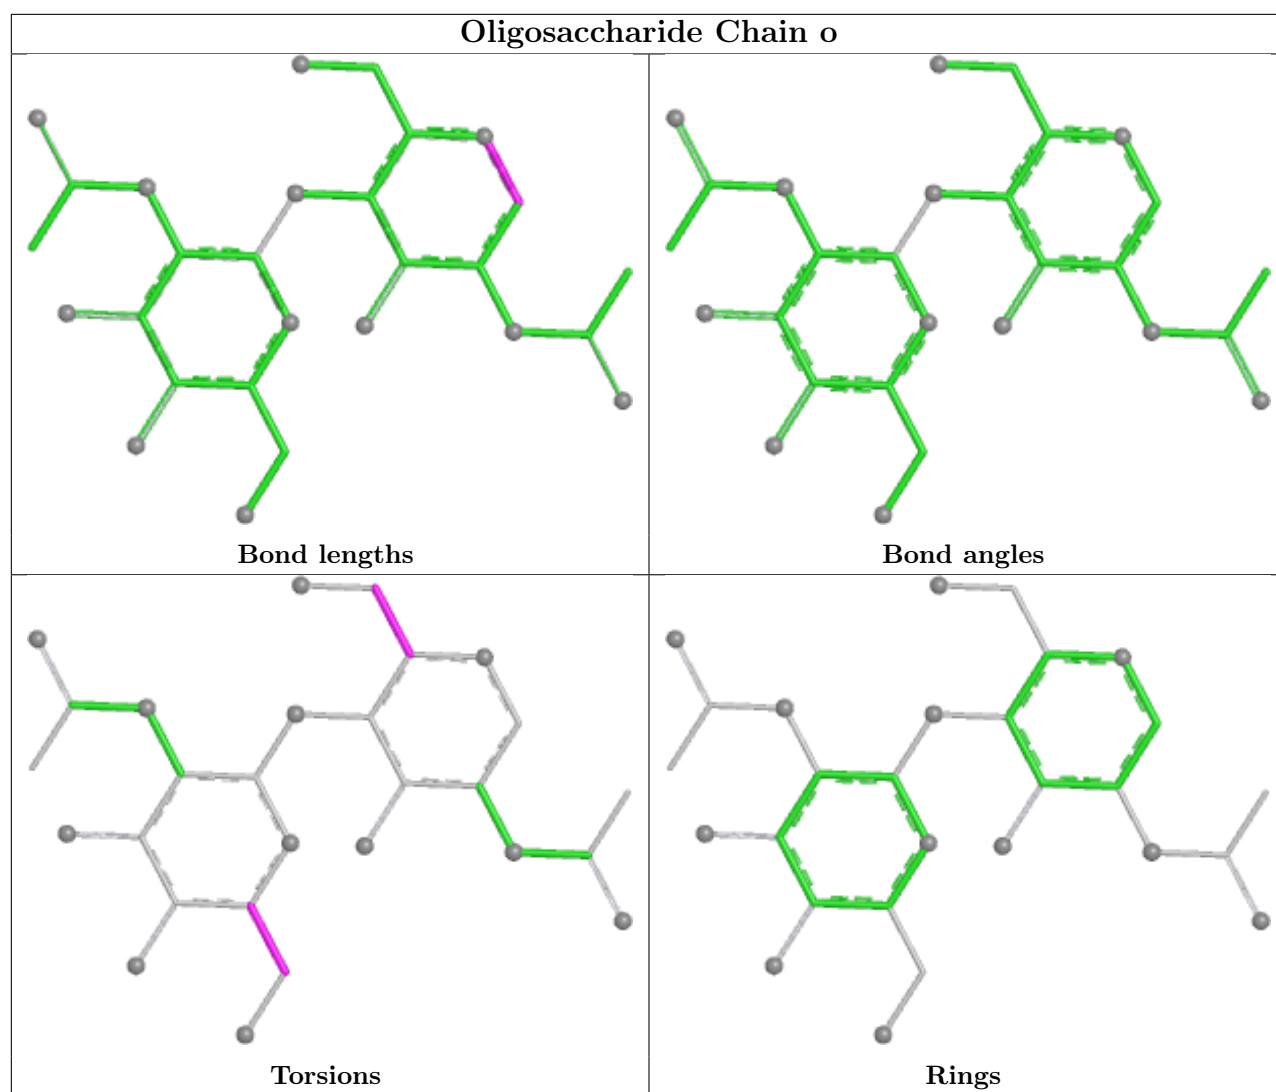 Oligosaccharide Chain o
Bond lengths
Bond angles
Torsions
Rings